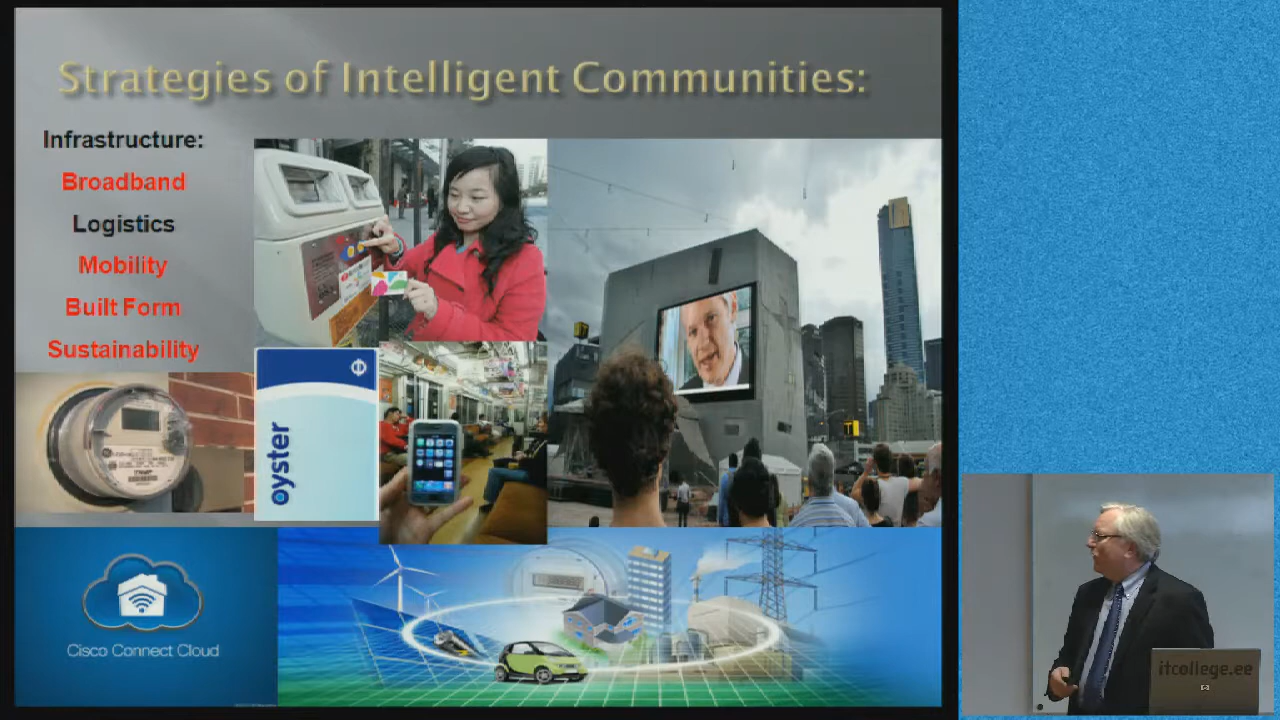 Strategies of Intelligent Communities:
Infrastructure:
Broadband
Logistics
Mobility
Built Form
Sustainability
oyster
Cisco Connect Cloud
itcollege.ee